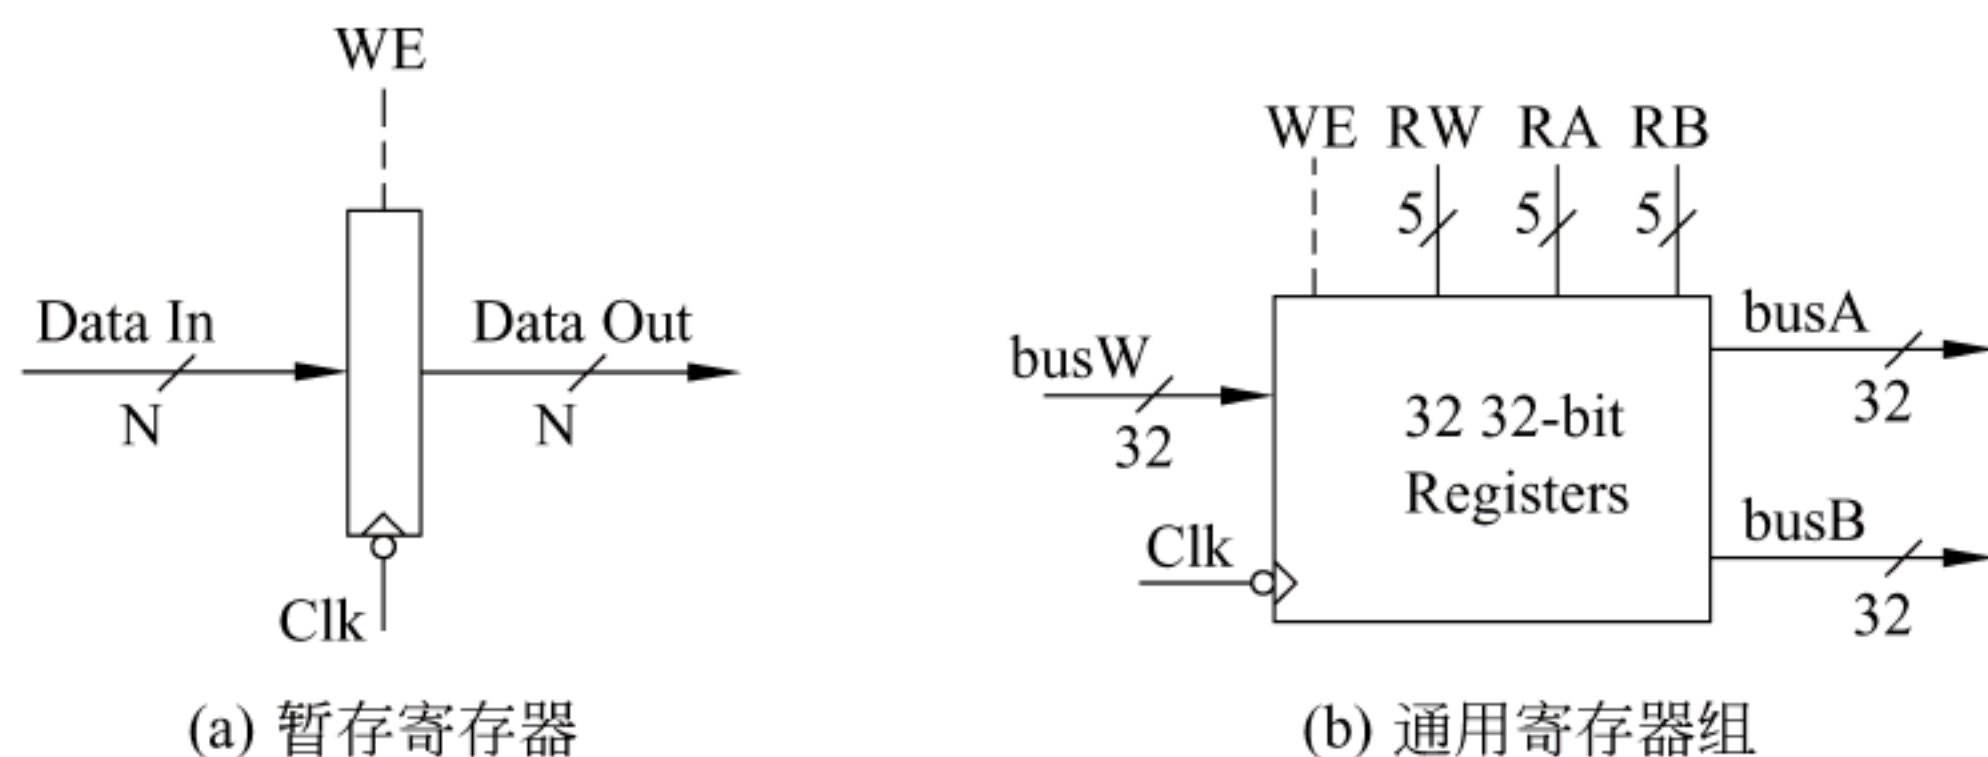 WE
Data In
N
Data Out
N
Clk
(a) 暂存寄存器
WE RW RA RB
5 5 5
busW
32
Clk
32 32-bit
Registers
busA
32
busB
32
(b) 通用寄存器组